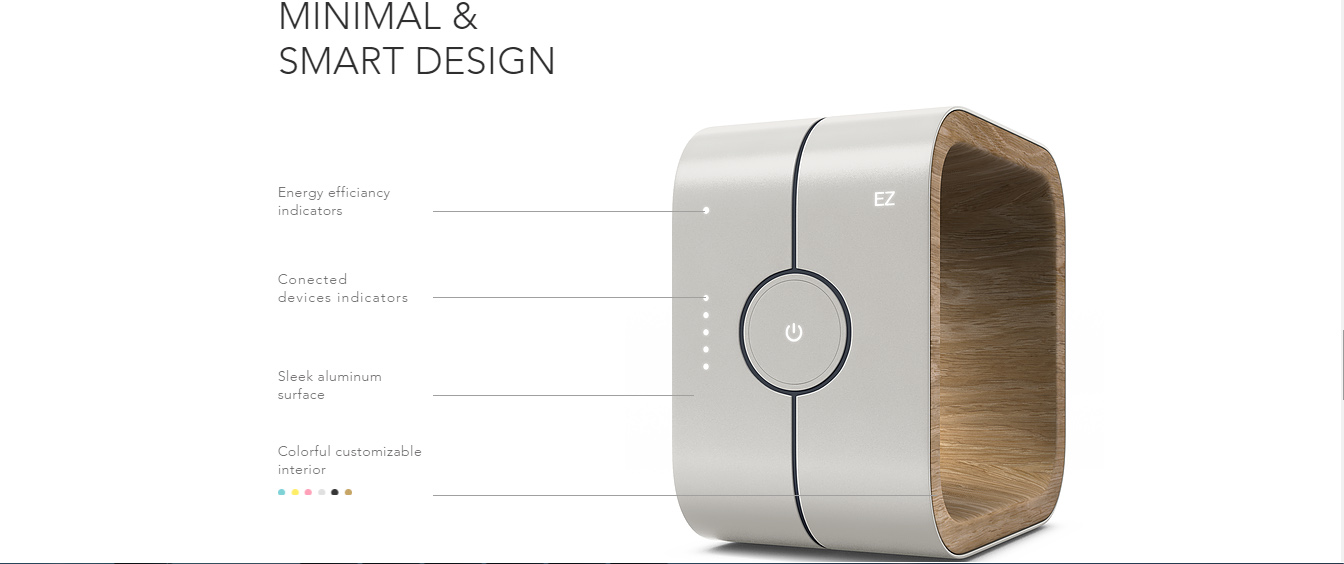 MINIMAL &
SMART DESIGN
Energy efficiancy
indicators
EZ
Conected
devices indicators
Sleek aluminum
surface
Colorful customizable
interior